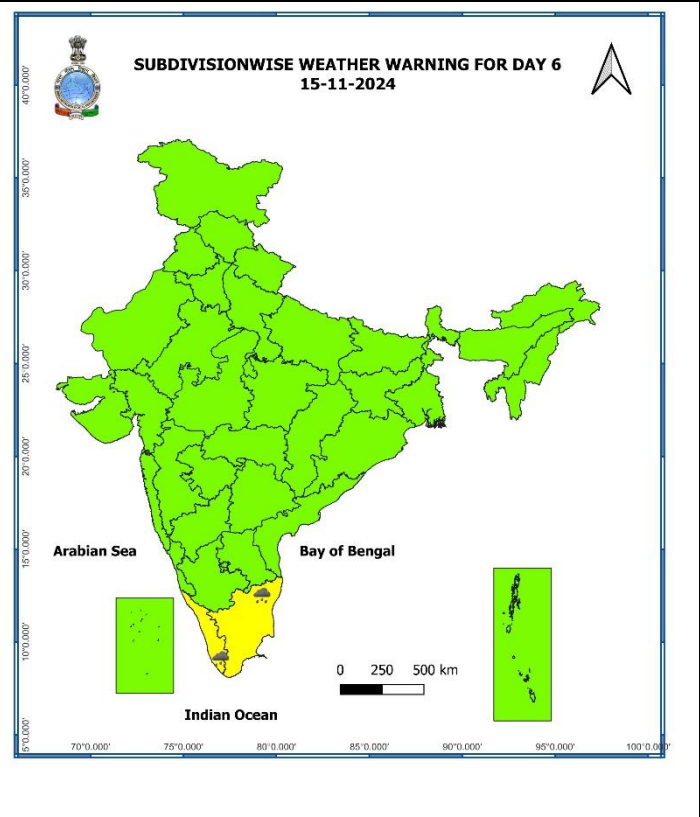 SUBDIVISIONWISE WEATHER WARNING FOR DAY 6
15-11-2024
40°0.000'
35°0.000'
30°0.000'
25°0.000'
20°0.000'
15°0.000'
10°0.000'
5°0.000'
Arabian Sea
Bay of Bengal
0 250 500 km
Indian Ocean
70°0.000' 75°0.000' 80°0.000' 85°0.000' 90°0.000' 95°0.000' 100°0.000'